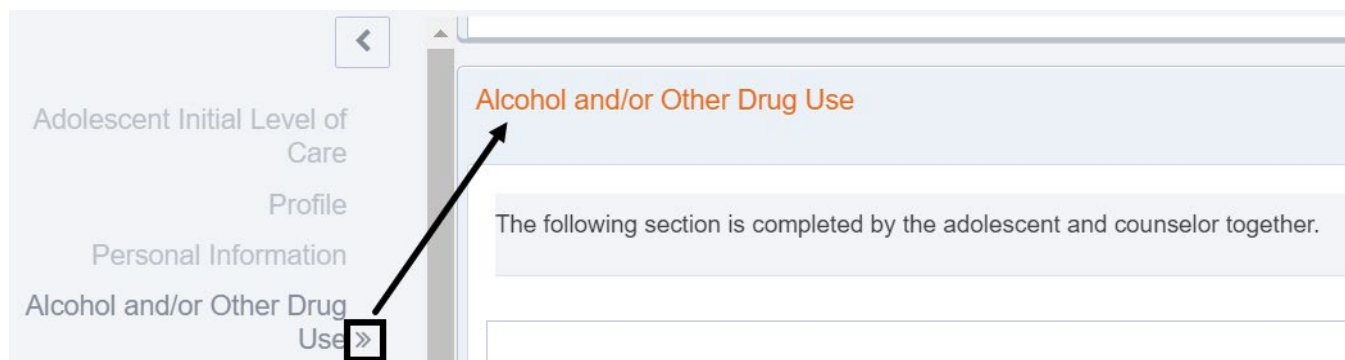 Adolescent Initial Level of
Care
Profile
Personal Information
Alcohol and/or Other Drug
Use »
Alcohol and/or Other Drug Use
The following section is completed by the adolescent and counselor together.